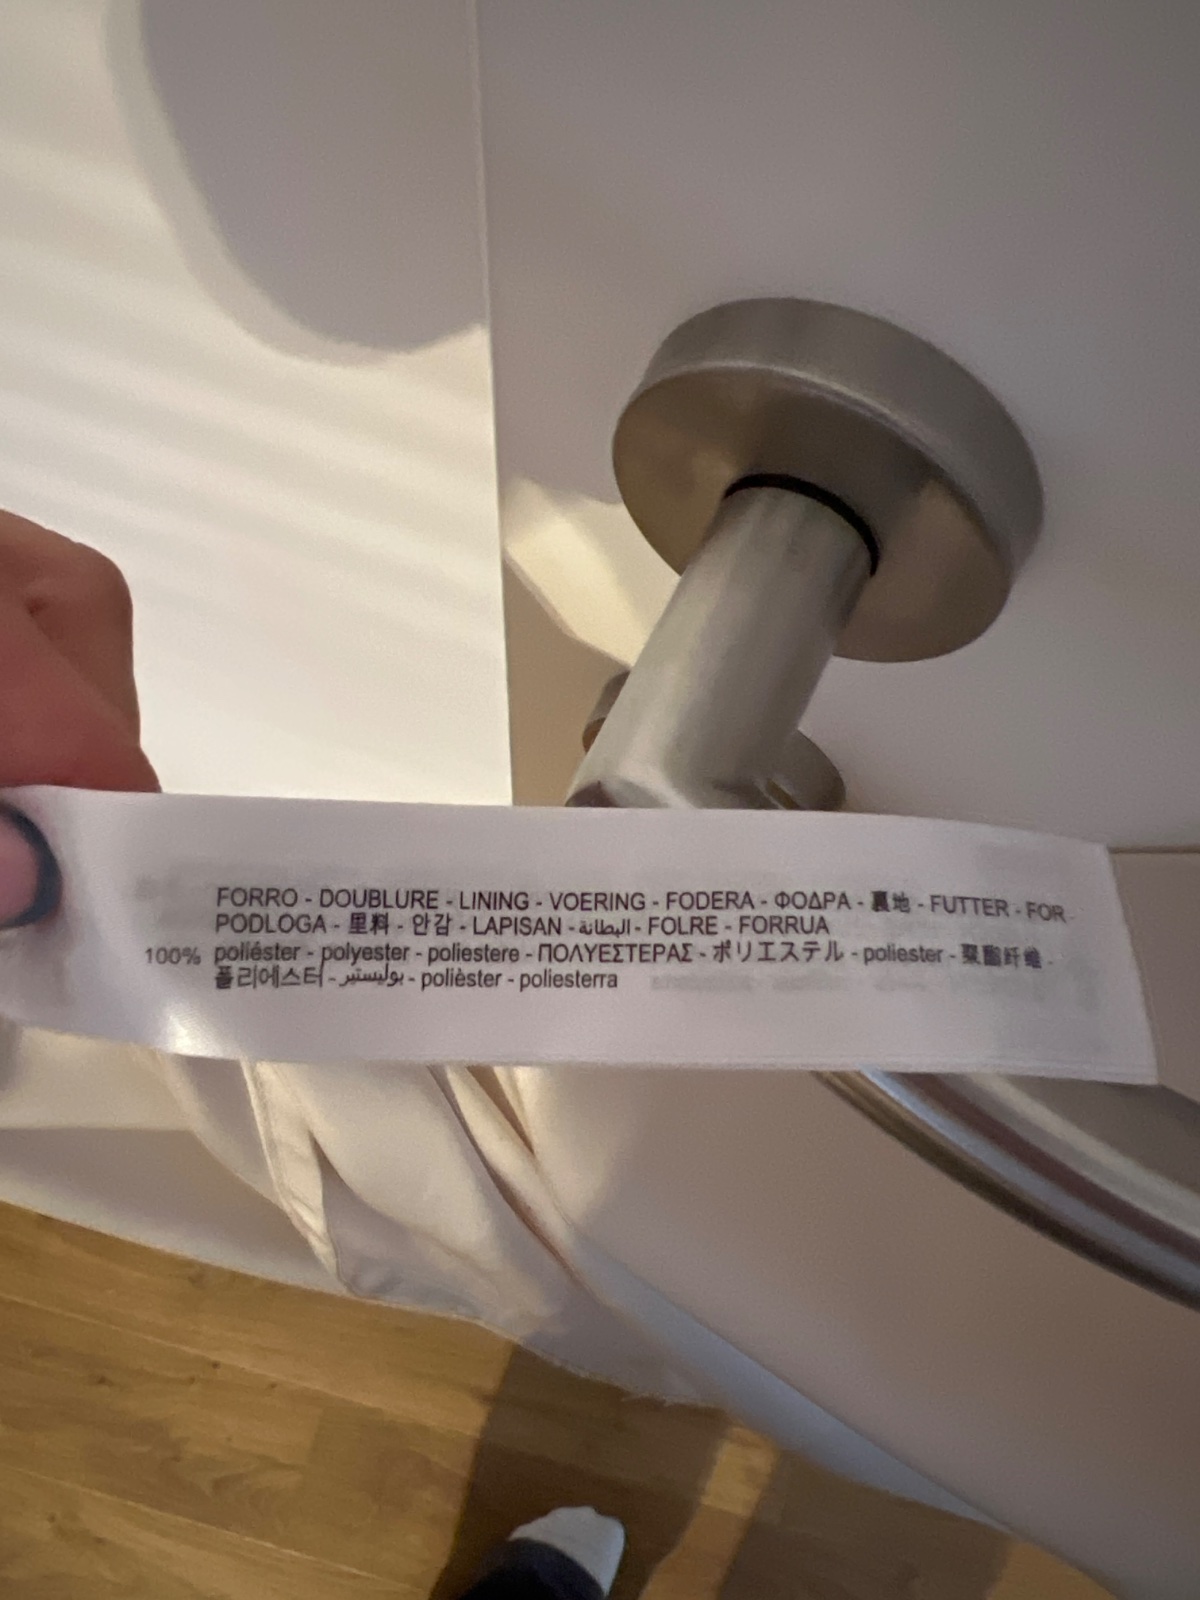 FORRO - DOUBLURE - LINING - VOERING - FODERA - ΦΟΔΡΑ - 裏地 - FUTTER - FOR
PODLOGA - 里料 - 안감 - LAPISAN - البطانة - FOLRE - FORRUA
100% poliéster - polyester - poliestere - ΠΟΛΥΕΣΤΕΡΑΣ - ポリエステル - poliester - 聚酯纤维 -
폴리에스터 - بوليستير - polièster - poliesterra